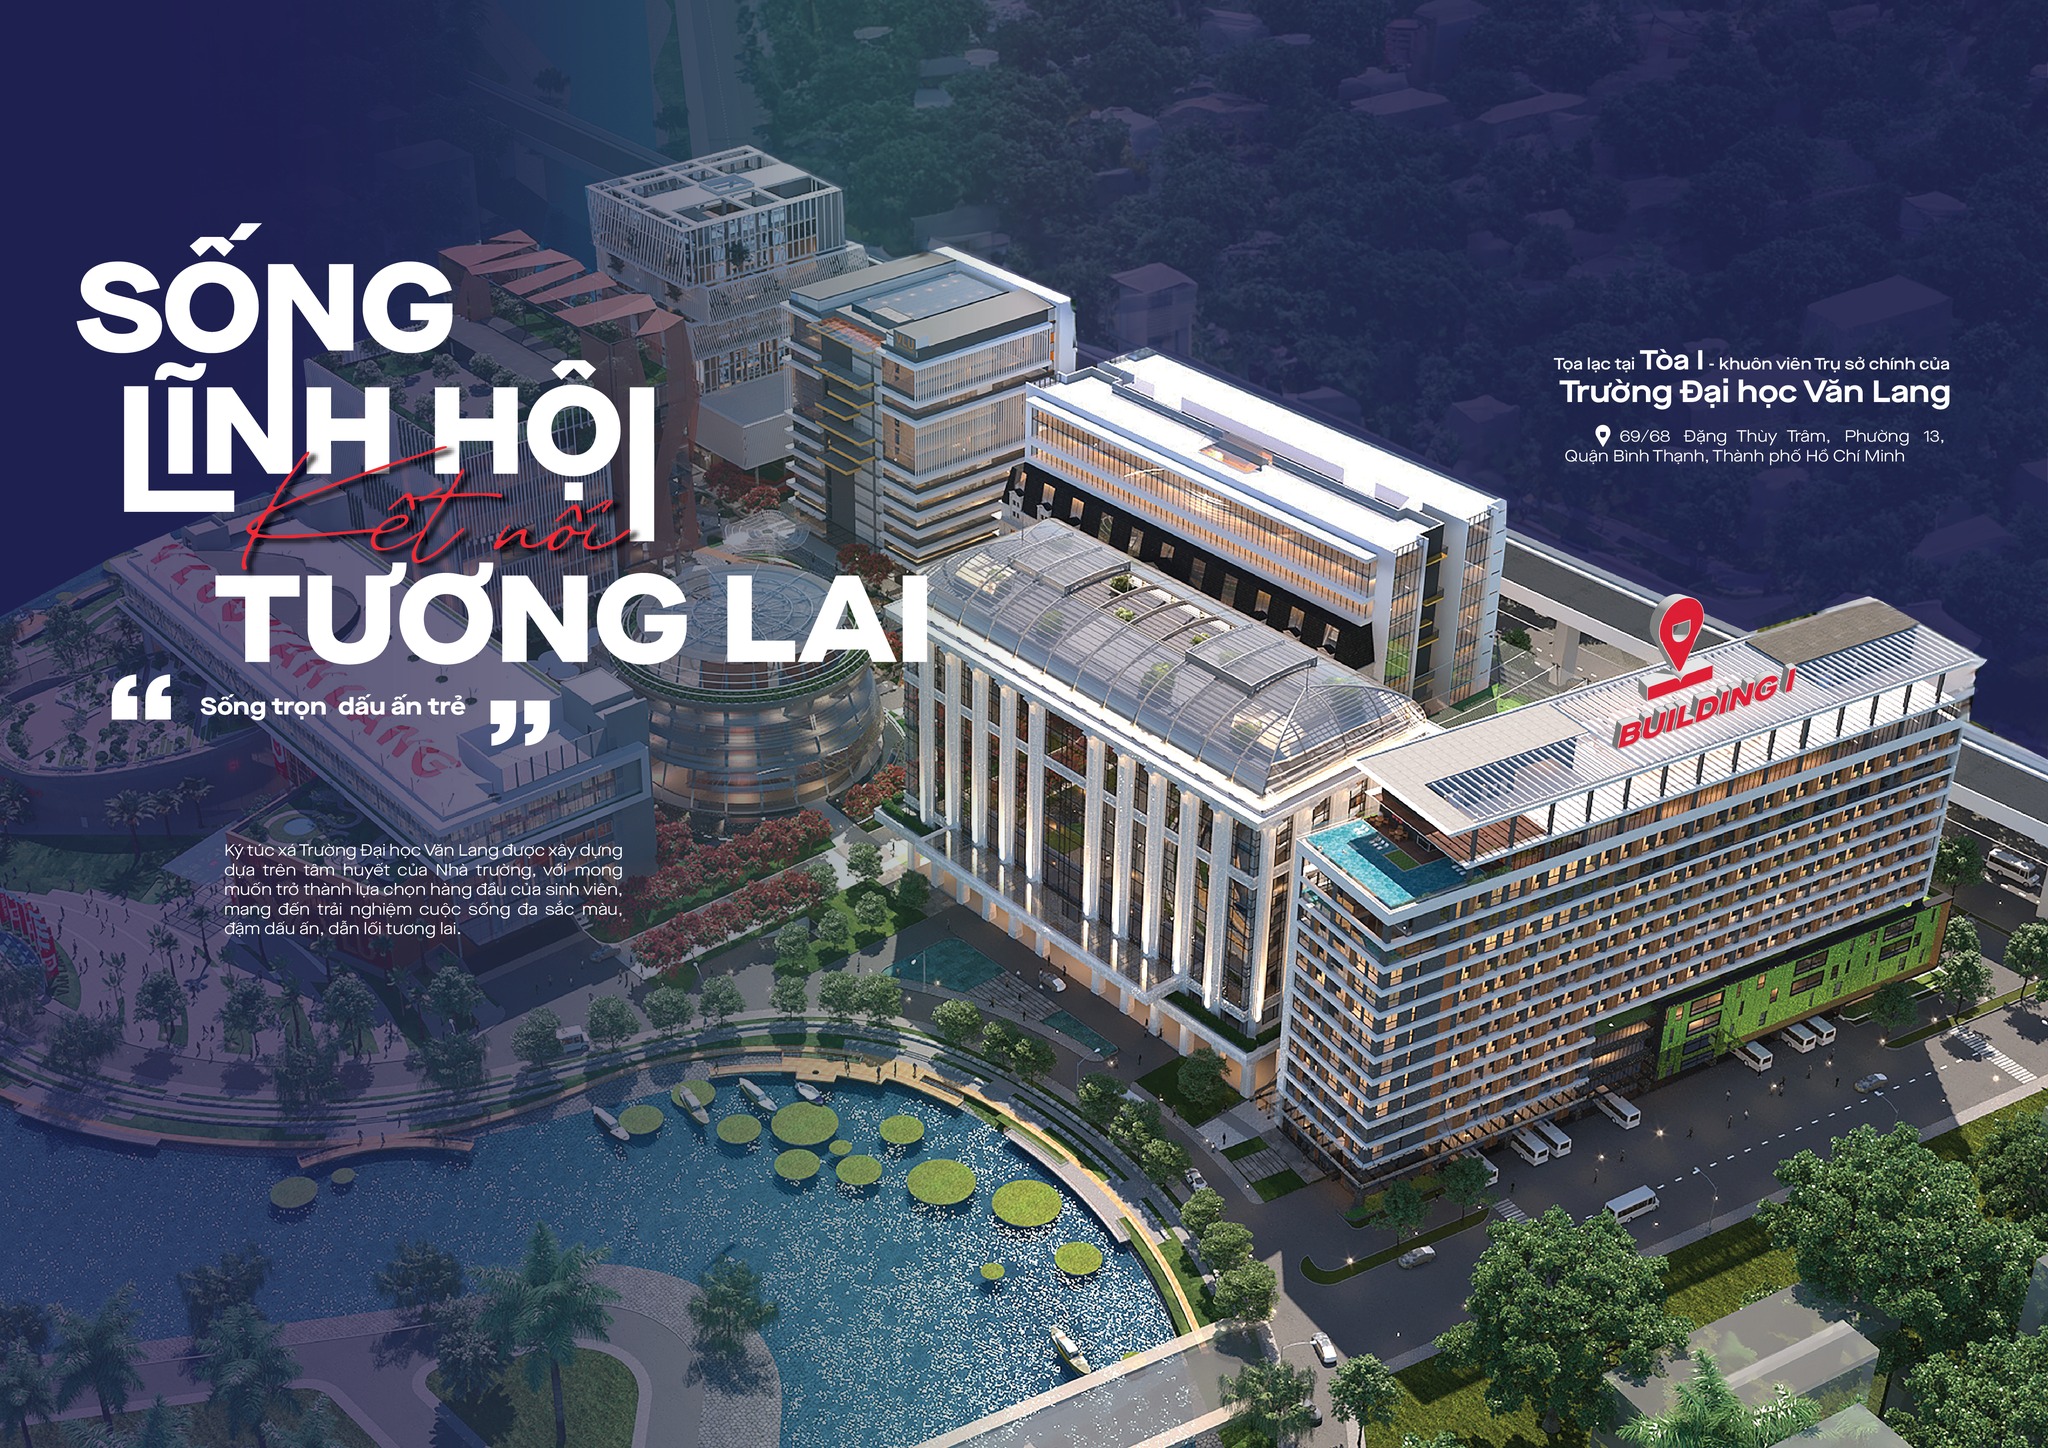 SỐNG
LĨNH HỘI
Kết nối
TƯƠNG LAI
“ Sống trọn dấu ấn trẻ ”
Ký túc xá Trường Đại học Văn Lang được xây dựng
dựa trên tâm huyết của Nhà trường, với mong
muốn trở thành lựa chọn hàng đầu của sinh viên,
mang đến trải nghiệm cuộc sống đa sắc màu,
đậm dấu ấn, dẫn lối tương lai.
Tọa lạc tại Tòa I - khuôn viên Trụ sở chính của
Trường Đại học Văn Lang
69/68 Đặng Thùy Trâm, Phường 13,
Quận Bình Thạnh, Thành phố Hồ Chí Minh
BUILDING I
VLU
VAN LANG